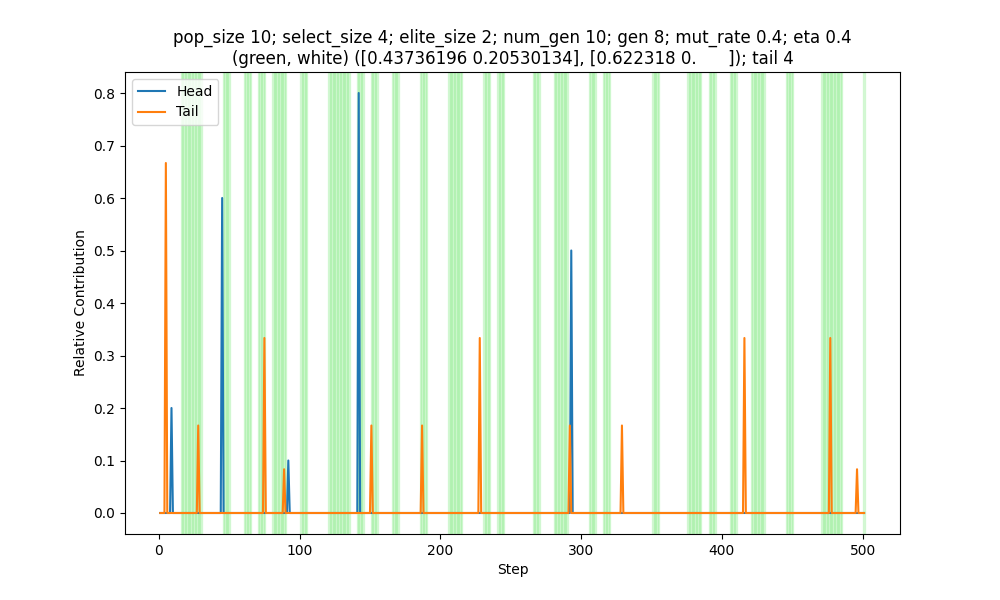 pop_size 10; select_size 4; elite_size 2; num_gen 10; gen 8; mut_rate 0.4; eta 0.4
(green, white) ([0.43736196 0.20530134], [0.622318 0.      ]); tail 4
Head
Tail
Relative Contribution
0.8
0.7
0.6
0.5
0.4
0.3
0.2
0.1
0.0
0 100 200 300 400 500
Step